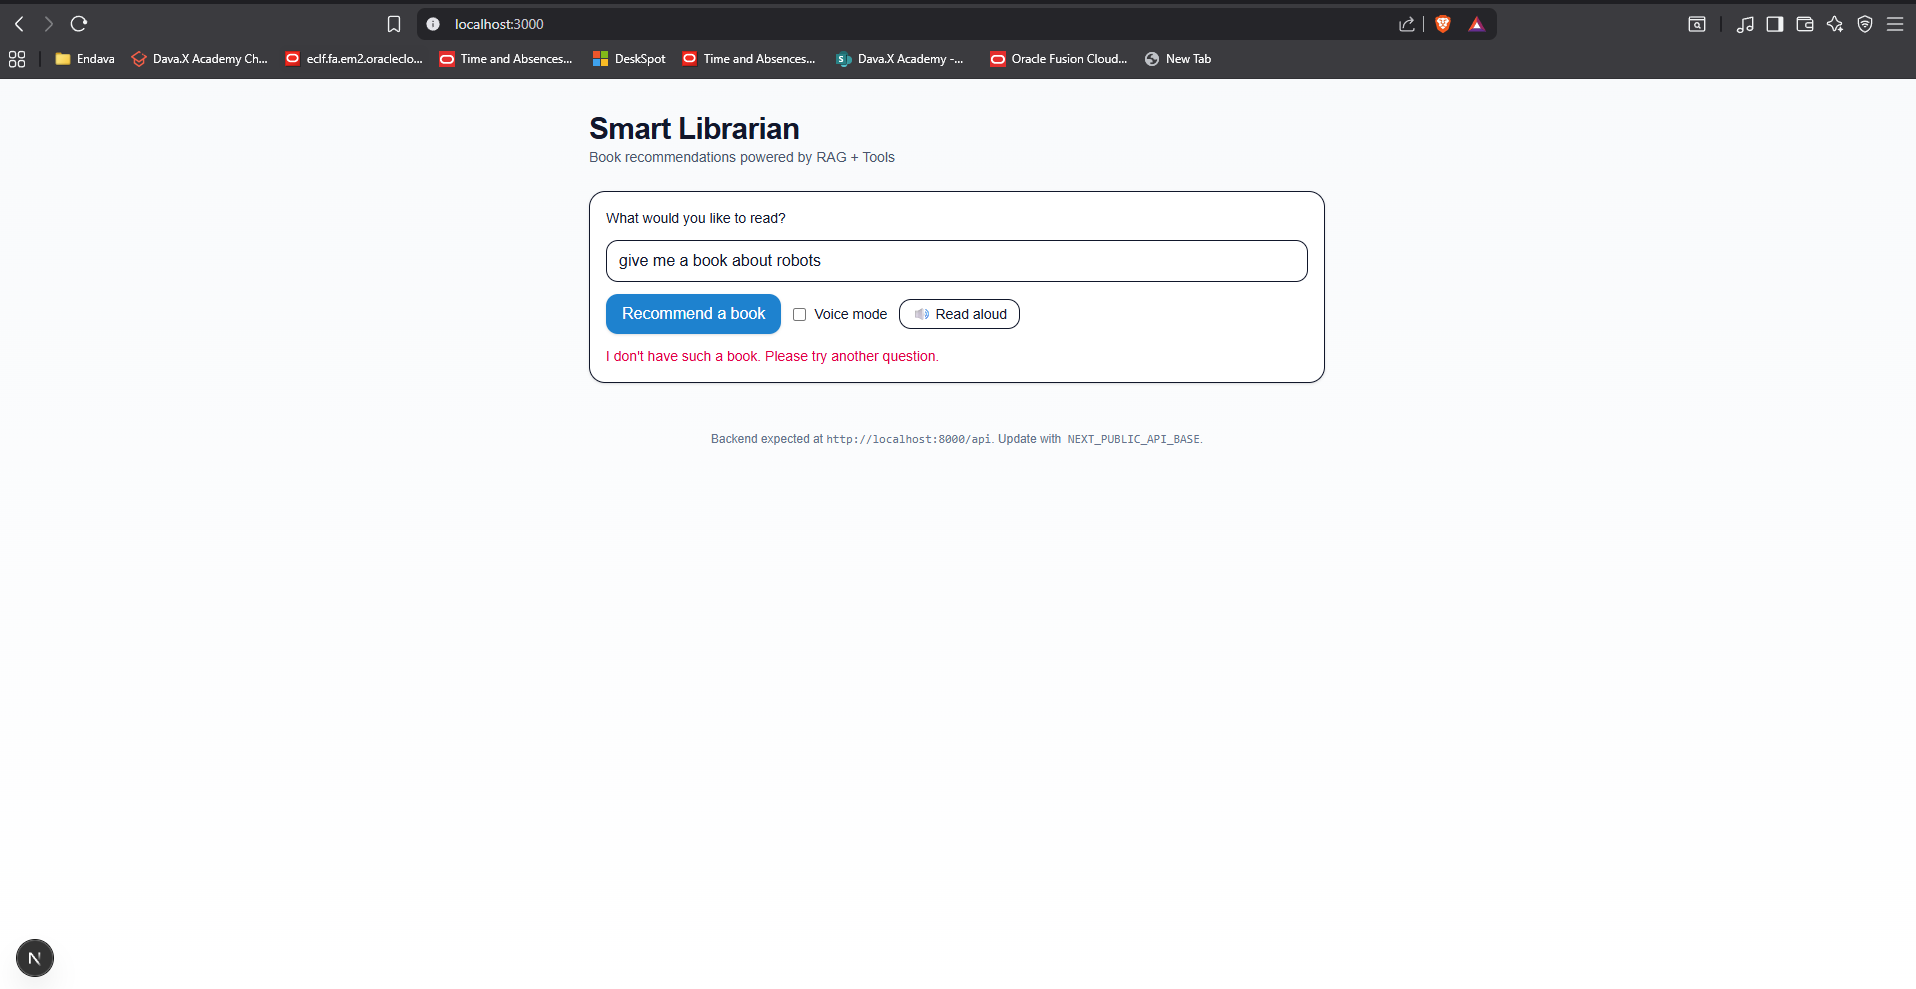 localhost:3000
Endava
Dava.X Academy Ch...
eclf.fa.em2.oracleclo...
Time and Absences...
DeskSpot
Time and Absences...
Dava.X Academy -...
Oracle Fusion Cloud...
New Tab
Smart Librarian
Book recommendations powered by RAG + Tools
What would you like to read?
give me a book about robots
Recommend a book
Voice mode
Read aloud
I don't have such a book. Please try another question.
Backend expected at http://localhost:8000/api. Update with NEXT_PUBLIC_API_BASE.
N